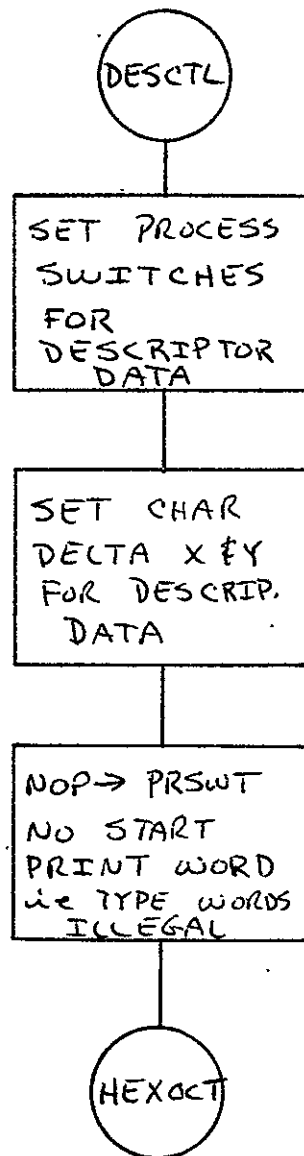 DESCTL
SET PROCESS
SWITCHES
FOR
DESCRIPTOR
DATA
SET CHAR
DELTA X &Y
FOR DESCRIP.
DATA
NOP→ PRSWT
NO START
PRINT WORD
ie TYPE WORDS
ILLEGAL
HEXOCT